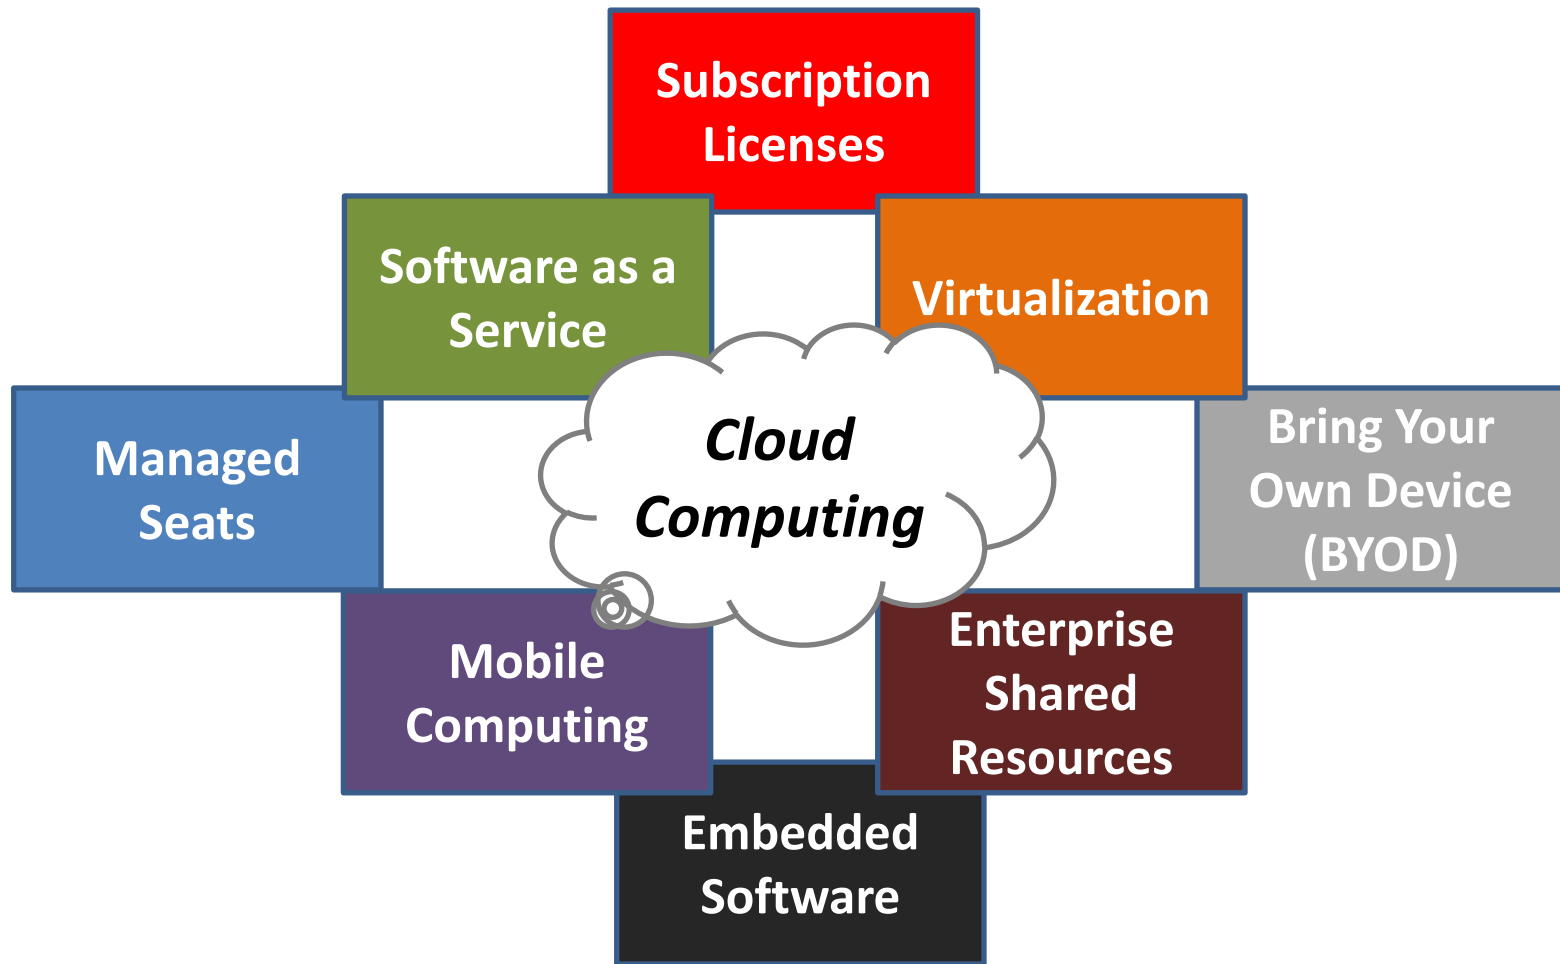 Subscription
Licenses
Software as a
Service
Virtualization
Managed
Seats
Cloud
Computing
Bring Your
Own Device
(BYOD)
Mobile
Computing
Enterprise
Shared
Resources
Embedded
Software